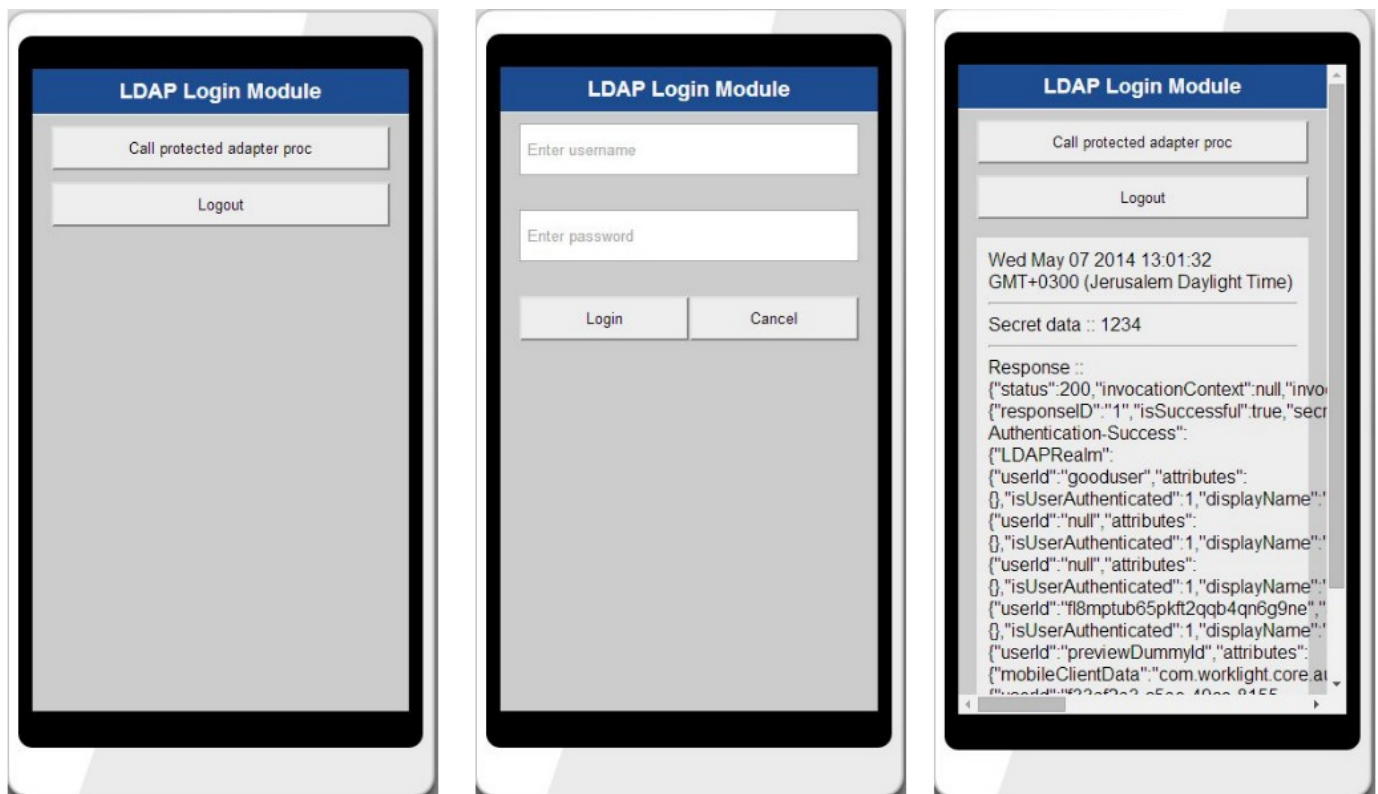 LDAP Login Module
Call protected adapter proc
Logout
LDAP Login Module
Enter username
Enter password
Login
Cancel
LDAP Login Module
Call protected adapter proc
Logout
Wed May 07 2014 13:01:32
GMT+0300 (Jerusalem Daylight Time)
Secret data :: 1234
Response ::
{"status":200,"invocationContext":null,"invo
{"responseID":"1","isSuccessful":true,"secr
Authentication-Success":
{"LDAPRealm":
{"userId":"gooduser","attributes":
{},"isUserAuthenticated":1,"displayName":"
{"userId":"null","attributes":
{},"isUserAuthenticated":1,"displayName":"
{"userId":"null","attributes":
{},"isUserAuthenticated":1,"displayName":"
{"userId":"fl8mptub65pkft2qqb4qn6g9ne","
{},"isUserAuthenticated":1,"displayName":"
{"userId":"previewDummyId","attributes":
{"mobileClientData":"com.worklight.core.au